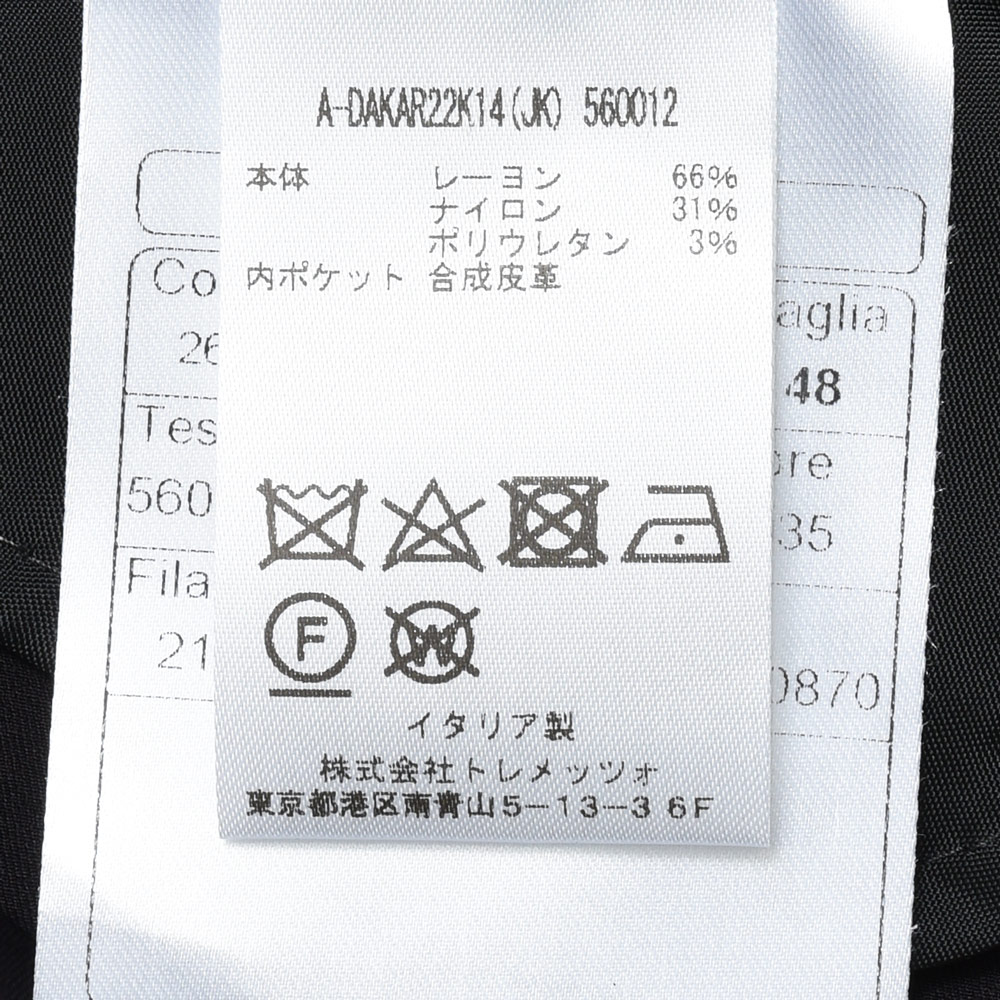 A-DAKAR22K14(JK) 560012
本体 レーヨン 66%
ナイロン 31%
ポリウレタン 3%
内ポケット 合成皮革
F
W
イタリア製
株式会社トレメッツォ
東京都港区南青山5-13-3 6F
Co
26
aglia
48
Tes
560
ore
35
Fila
21
0870